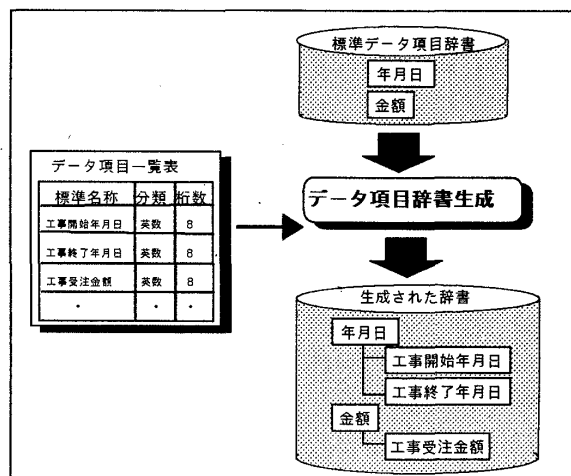 標準データ項目辞書
年月日
金額
データ項目一覧表
標準名称 分類 桁数
工事開始年月日 英数 8
工事終了年月日 英数 8
工事受注金額 英数 8
・ ・ ・
データ項目辞書生成
生成された辞書
年月日
工事開始年月日
工事終了年月日
金額
工事受注金額